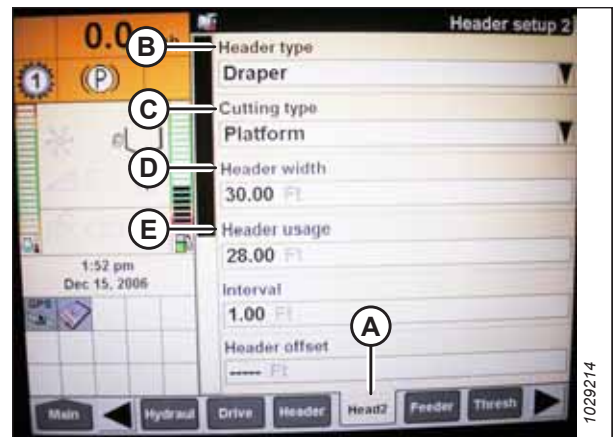 Header setup 2
0.0
1
(P)
1:52 pm
Dec 15, 2006
GPS
B
Header type
Draper
C
Cutting type
Platform
D
Header width
30.00 Ft
E
Header usage
28.00 Ft
Interval
1.00 Ft
A
Header offset
----- Ft
Main
Hydraul
Drive
Header
Head2
Feeder
Thresh
1029214